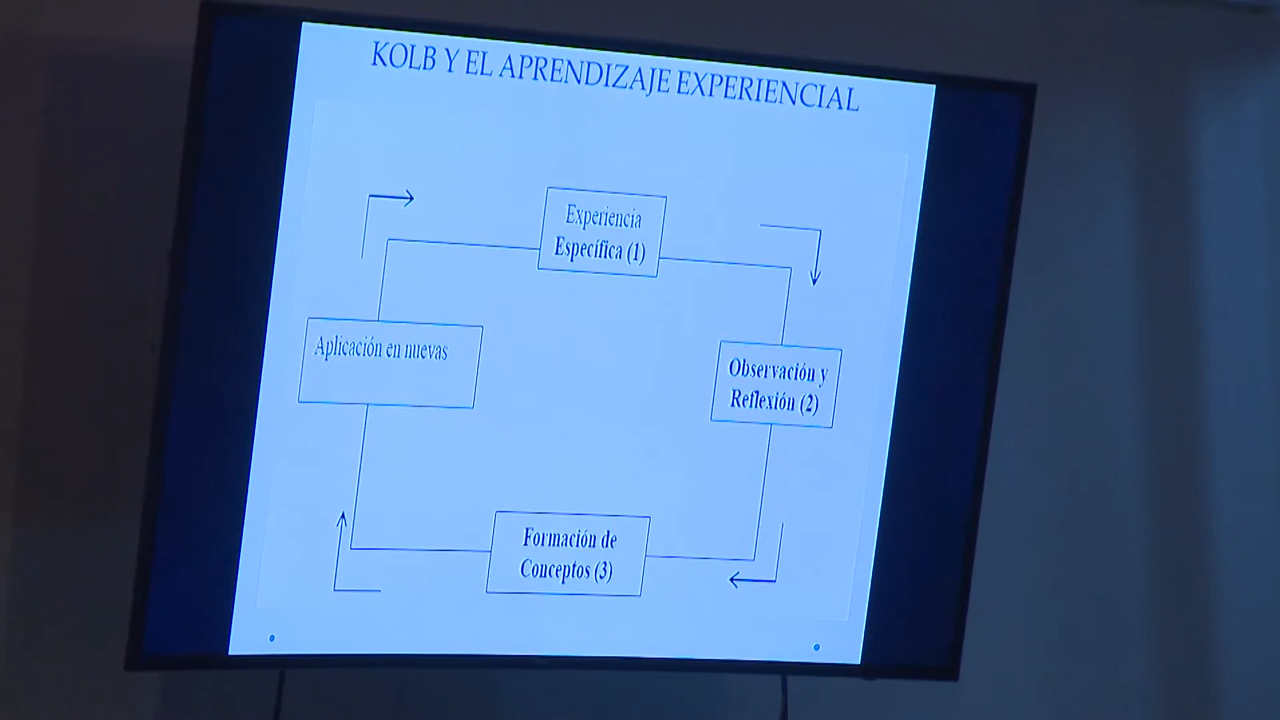 KOLB Y EL APRENDIZAJE EXPERIENCIAL
Experiencia
Específica (1)
Aplicación en nuevas
Observación y
Reflexión (2)
Formación de
Conceptos (3)